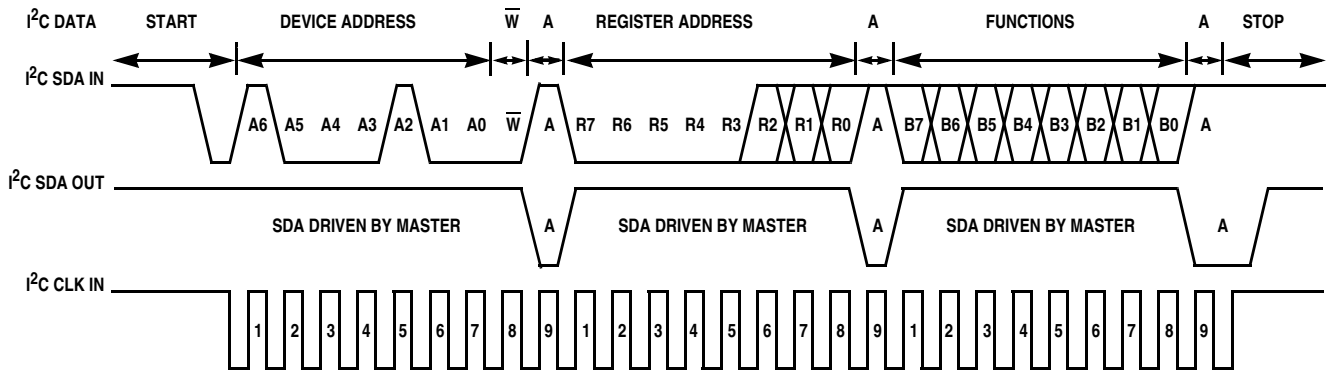 I²C DATA START DEVICE ADDRESS W̅ A REGISTER ADDRESS A FUNCTIONS A STOP
I²C SDA IN
A6 A5 A4 A3 A2 A1 A0 W̅ A R7 R6 R5 R4 R3 R2 R1 R0 A B7 B6 B5 B4 B3 B2 B1 B0 A
I²C SDA OUT
SDA DRIVEN BY MASTER A SDA DRIVEN BY MASTER A SDA DRIVEN BY MASTER A
I²C CLK IN
1 2 3 4 5 6 7 8 9 1 2 3 4 5 6 7 8 9 1 2 3 4 5 6 7 8 9